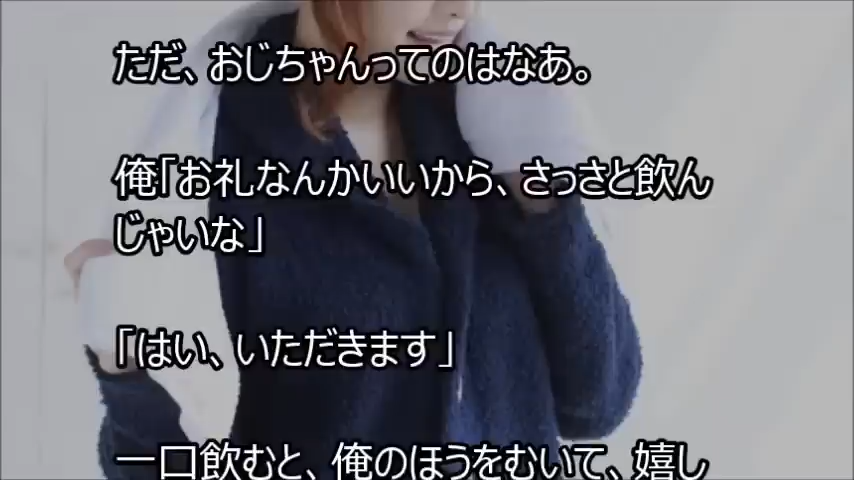 ただ、おじちゃんってのはなあ。
俺「お礼なんかいいから、さっさと飲ん
じゃいな」
「はい、いただきます」
一口飲むと、俺のほうをむいて、嬉し